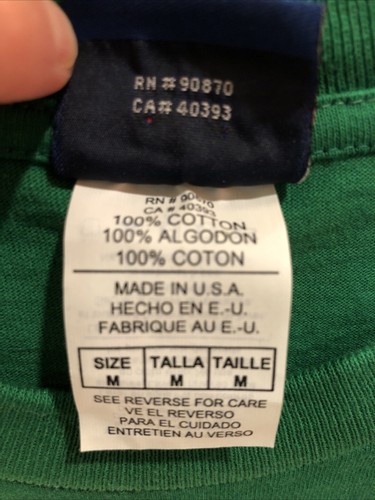 RN # 90870
CA# 40393
RN # 90870
CA # 40393
100% COTTON
100% ALGODON
100% COTON
MADE IN U.S.A.
HECHO EN E.-U.
FABRIQUE AU E.-U.
SIZE TALLA TAILLE
M M M
SEE REVERSE FOR CARE
VE EL REVERSO
PARA EL CUIDADO
ENTRETIEN AU VERSO